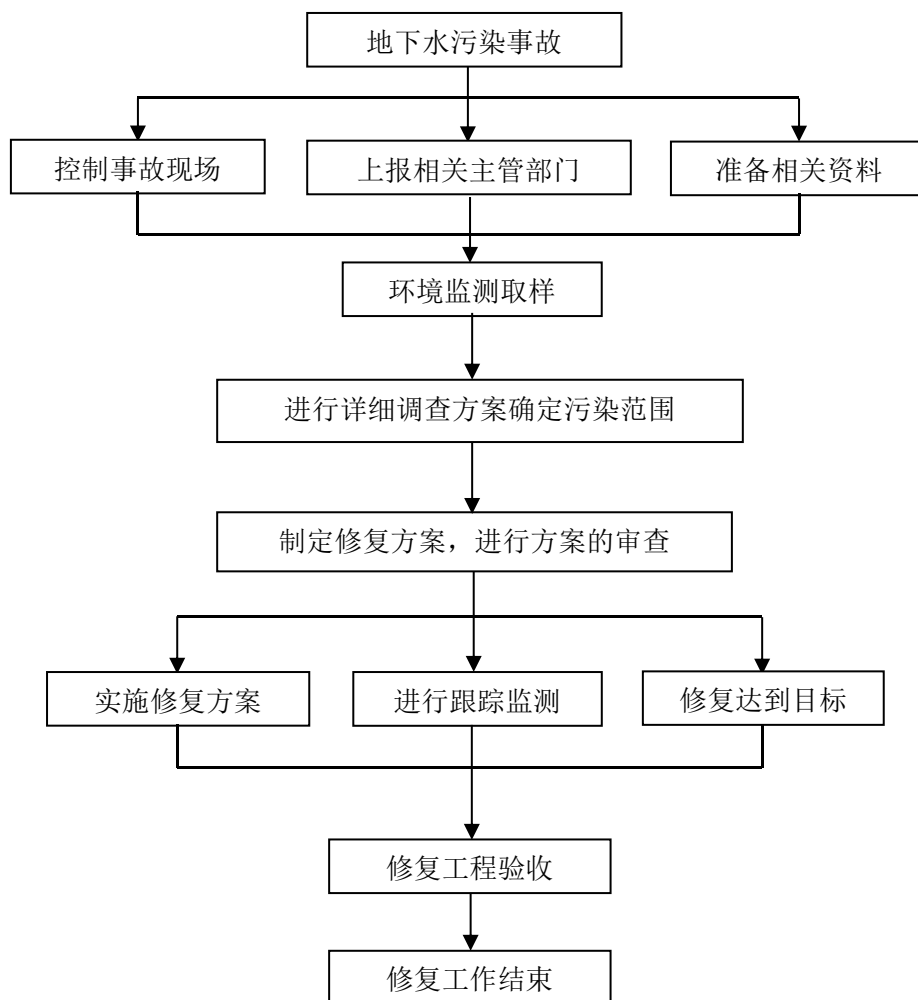 地下水污染事故
控制事故现场
上报相关主管部门
准备相关资料
环境监测取样
进行详细调查方案确定污染范围
制定修复方案，进行方案的审查
实施修复方案
进行跟踪监测
修复达到目标
修复工程验收
修复工作结束